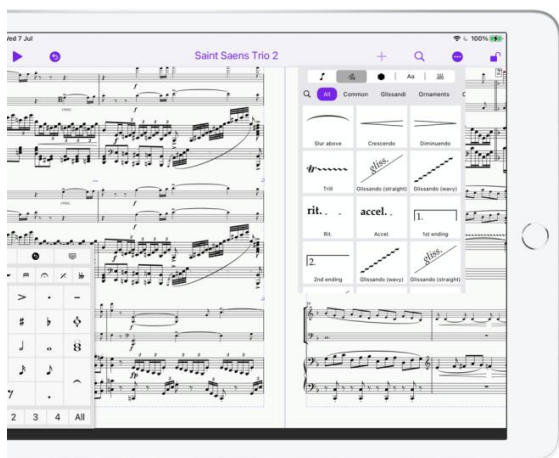 Wed 7 Jul
100%
Saint Saens Trio 2
Aa
All Common Glissandi Ornaments
Slur above Crescendo Diminuendo
gliss.
Trill Glissando (straight) Glissando (wavy)
rit. accel. 1.
Rit. Accel. 1st ending
2. gliss.
2nd ending Glissando (wavy) Glissando (straight)
f
f
f
fp
2 3 4 All